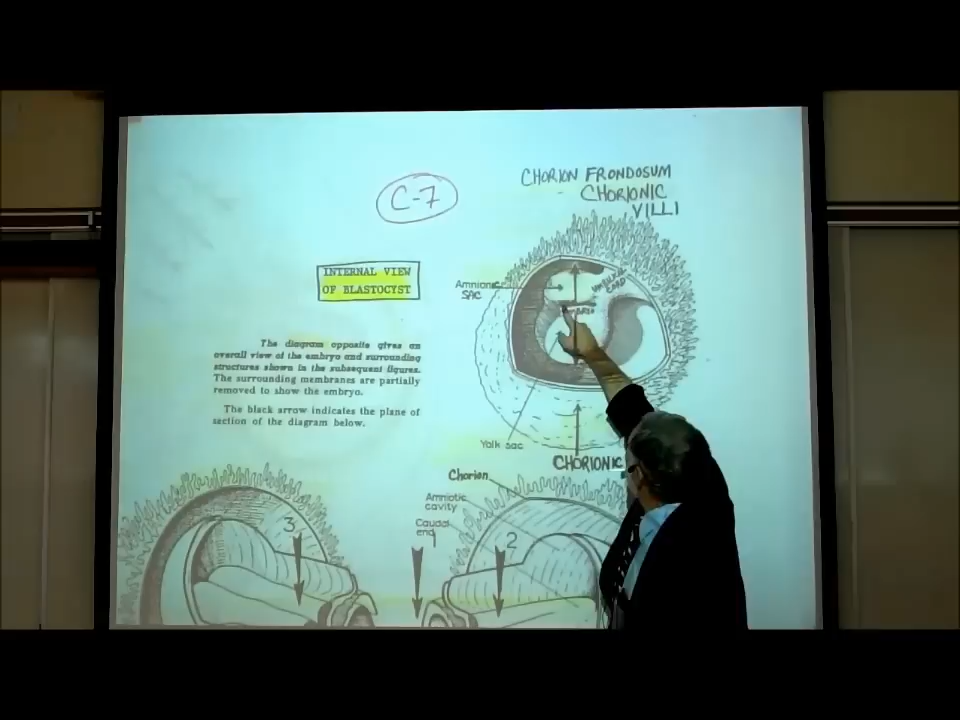 C-7
CHORION FRONDOSUM
- CHORIONIC
VILLI
INTERNAL VIEW
OF BLASTOCYST
Amnionic
SAC
UMBILICAL
CORD
The diagram opposite gives an
overall view of the embryo and surrounding
structures shown in the subsequent figures.
The surrounding membranes are partially
removed to show the embryo.
The black arrow indicates the plane of
section of the diagram below.
Yolk sac
CHORIONIC
Chorion
Amniotic
cavity
Caudal
end
3
2